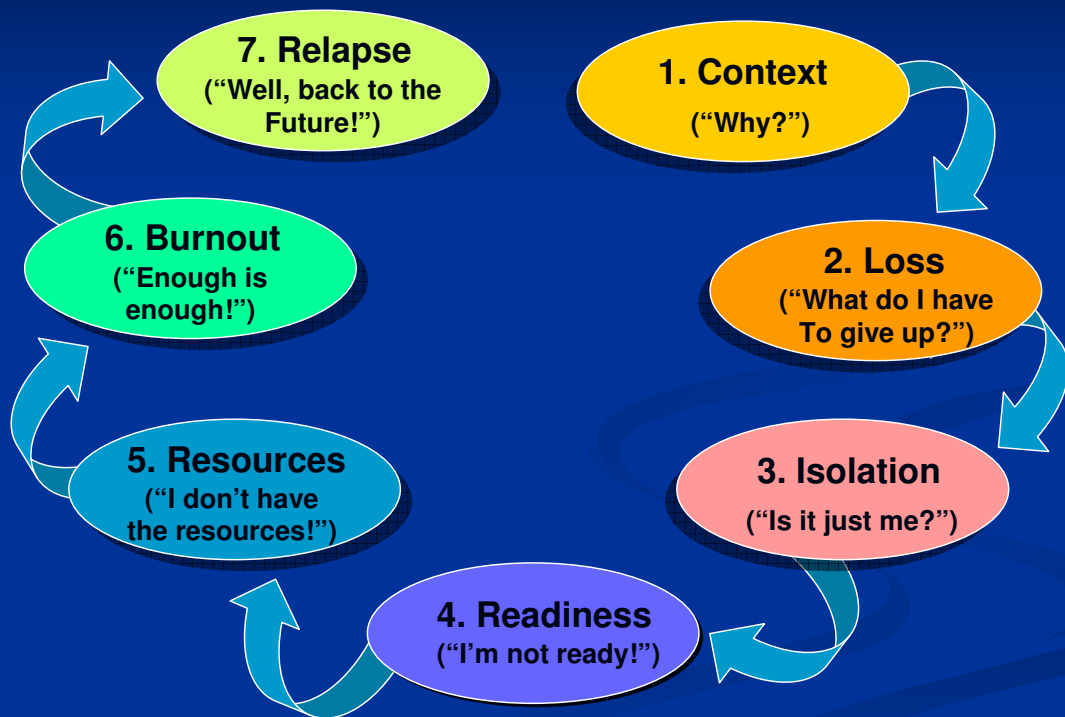 1. Context
(“Why?”)
2. Loss
(“What do I have
To give up?”)
3. Isolation
(“Is it just me?”)
4. Readiness
(“I’m not ready!”)
5. Resources
(“I don’t have
the resources!”)
6. Burnout
(“Enough is
enough!”)
7. Relapse
(“Well, back to the
Future!”)